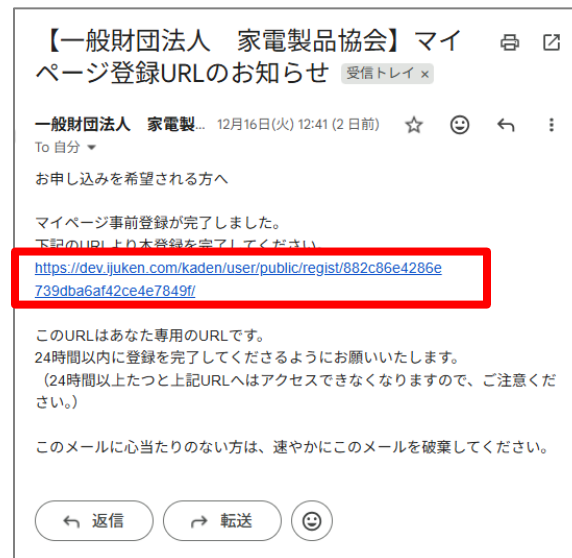 【一般財団法人　家電製品協会】マイ
ページ登録URLのお知らせ 受信トレイ ×
一般財団法人　家電製... 12月16日(火) 12:41 (2 日前)
To 自分
お申し込みを希望される方へ
マイページ事前登録が完了しました。
下記のURLより本登録を完了してください。
https://dev.ijuken.com/kaden/user/public/regist/882c86e4286e
739dba6af42ce4e7849f/
このURLはあなた専用のURLです。
24時間以内に登録を完了してくださるようにお願いいたします。
（24時間以上たつと上記URLへはアクセスできなくなりますので、ご注意くだ
さい。）
このメールに心当たりのない方は、速やかにこのメールを破棄してください。
返信 転送